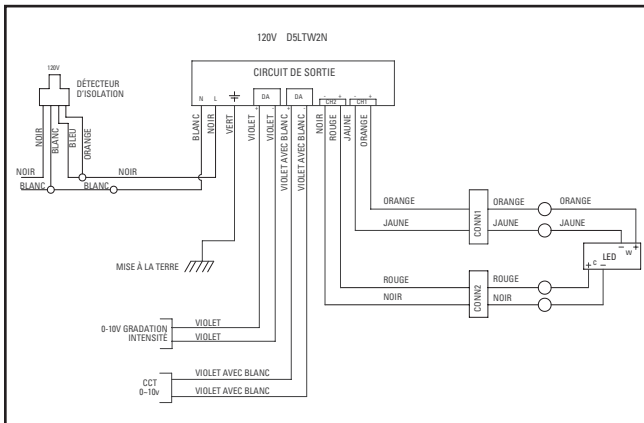 120V D5LTW2N
120V
DÉTECTEUR
D'ISOLATION
CIRCUIT DE SORTIE
N L DA DA CH2 CH1
+ - + - - + - +
NOIR
BLANC
BLEU
ORANGE
BLANC
NOIR
VERT
VIOLET
VIOLET
VIOLET AVEC BLANC
VIOLET AVEC BLANC
NOIR
ROUGE
JAUNE
ORANGE
NOIR NOIR
BLANC BLANC
ORANGE CONN1 ORANGE ORANGE
JAUNE JAUNE JAUNE
- W +
LED
+ C -
ROUGE CONN2 ROUGE
NOIR NOIR
MISE À LA TERRE
0-10V GRADATION
INTENSITÉ
VIOLET
VIOLET
CCT
0~10v
VIOLET AVEC BLANC
VIOLET AVEC BLANC